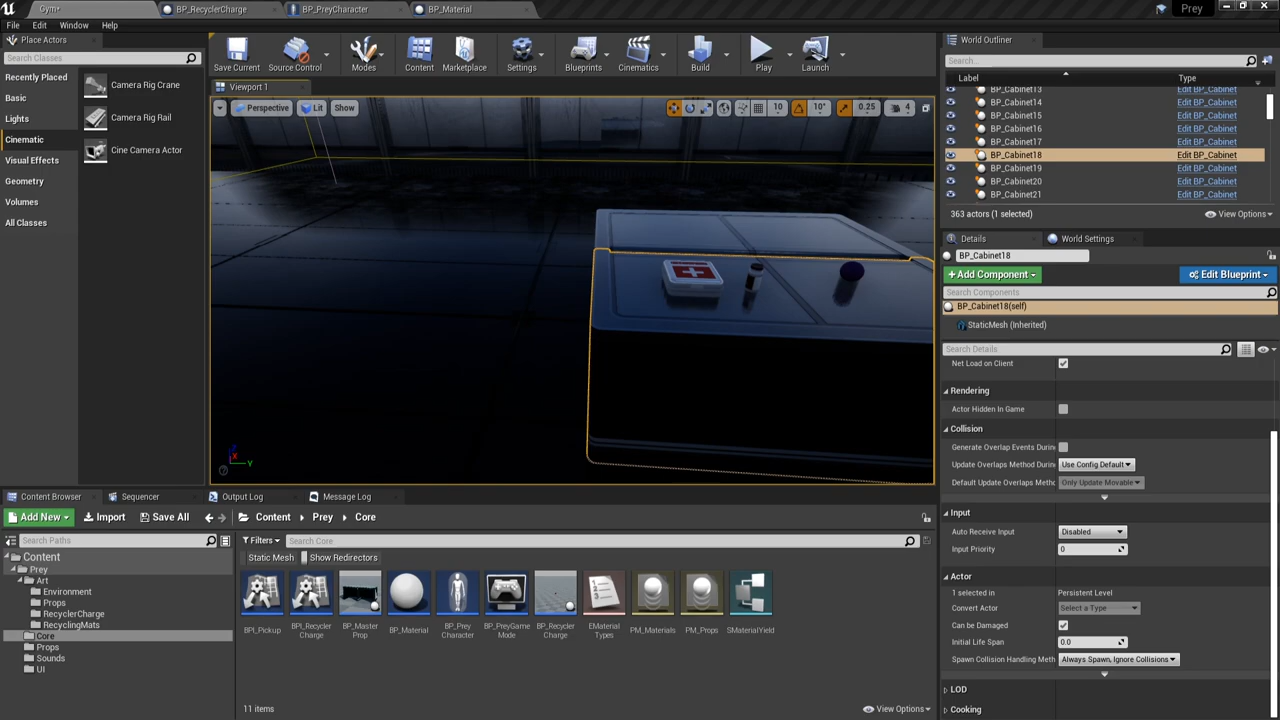 Gym*
BP_RecyclerCharge
BP_PreyCharacter
BP_Material
Prey
File
Edit
Window
Help
Place Actors
Search Classes
Recently Placed
Basic
Lights
Cinematic
Visual Effects
Geometry
Volumes
All Classes
Camera Rig Crane
Camera Rig Rail
Cine Camera Actor
Save Current
Source Control
Modes
Content
Marketplace
Settings
Blueprints
Cinematics
Build
Play
Launch
Viewport 1
Perspective
Lit
Show
10
10°
0.25
4
X
Y
World Outliner
Search...
Label
Type
BP_Cabinet13 Edit BP_Cabinet
BP_Cabinet14 Edit BP_Cabinet
BP_Cabinet15 Edit BP_Cabinet
BP_Cabinet16 Edit BP_Cabinet
BP_Cabinet17 Edit BP_Cabinet
BP_Cabinet18 Edit BP_Cabinet
BP_Cabinet19 Edit BP_Cabinet
BP_Cabinet20 Edit BP_Cabinet
BP_Cabinet21 Edit BP_Cabinet
363 actors (1 selected)
View Options
Details
World Settings
BP_Cabinet18
+Add Component
Edit Blueprint
Search Components
BP_Cabinet18(self)
StaticMesh (Inherited)
Search Details
Net Load on Client
Rendering
Actor Hidden In Game
Collision
Generate Overlap Events Durin
Update Overlaps Method Durin
Use Config Default
Default Update Overlaps Metho
Only Update Movable
Input
Auto Receive Input
Disabled
Input Priority
0
Actor
1 selected in
Persistent Level
Convert Actor
Select a Type
Can be Damaged
Initial Life Span
0.0
Spawn Collision Handling Meth
Always Spawn, Ignore Collisions
LOD
Cooking
Content Browser
Sequencer
Output Log
Message Log
Add New
Import
Save All
Content
Prey
Core
Search Paths
Filters
Search Core
Static Mesh
Show Redirectors
Content
Prey
Art
Environment
Props
RecyclerCharge
RecyclingMats
Core
Props
Sounds
UI
BPI_Pickup
BPI_Recycler
Charge
BP_Master
Prop
BP_Material
BP_Prey
Character
BP_PreyGame
Mode
BP_Recycler
Charge
EMaterial
Types
PM_Materials
PM_Props
SMaterialYield
11 items
View Options